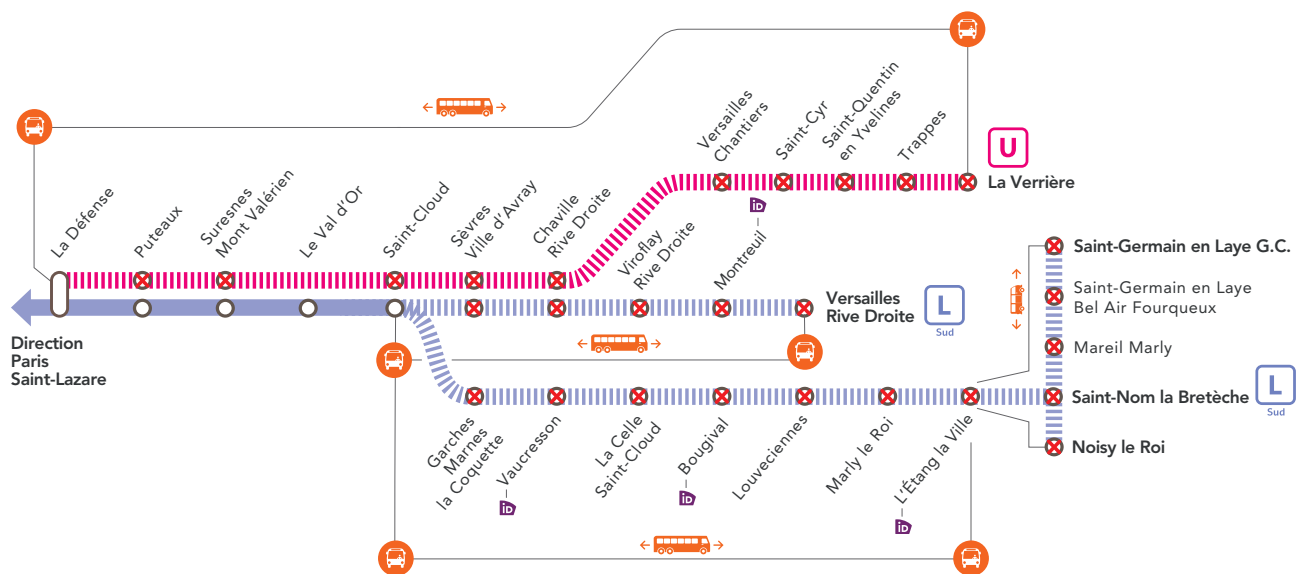 La Défense
Puteaux
Suresnes
Mont Valérien
Le Val d'Or
Saint-Cloud
Sèvres
Ville d'Avray
Chaville
Rive Droite
Viroflay
Rive Droite
Versailles
Chantiers
Montreuil
iD
Saint-Cyr
Saint-Quentin
en Yvelines
Trappes
U
La Verrière
Direction
Paris
Saint-Lazare
Versailles
Rive Droite
L
Sud
Saint-Germain en Laye G.C.
Saint-Germain en Laye
Bel Air Fourqueux
Mareil Marly
Saint-Nom la Bretèche
L
Sud
Noisy le Roi
Garches
Marnes
la Coquette
Vaucresson
iD
La Celle
Saint-Cloud
Bougival
iD
Louveciennes
Marly le Roi
L'Étang la Ville
iD